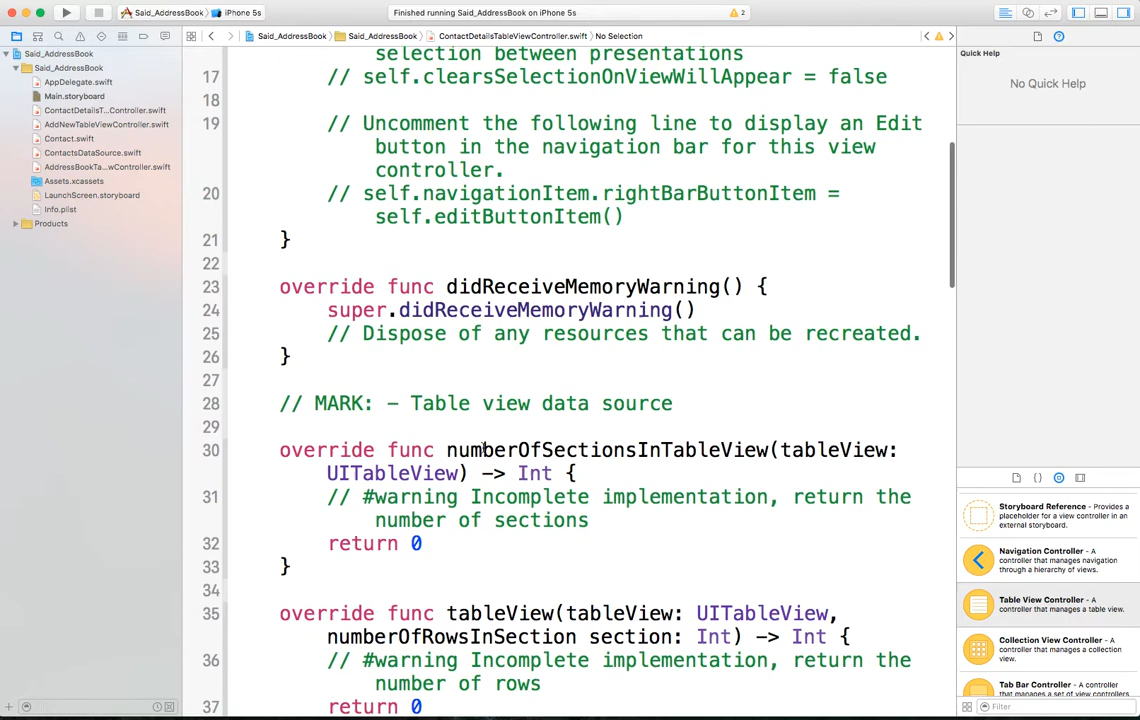 Said_AddressBook iPhone 5s
Finished running Said_AddressBook on iPhone 5s
2
Said_AddressBook
Said_AddressBook
AppDelegate.swift
Main.storyboard
ContactDetailsT...Controller.swift
AddNewTableViewController.swift
Contact.swift
ContactsDataSource.swift
AddressBookTa...wController.swift
Assets.xcassets
LaunchScreen.storyboard
Info.plist
Products
Said_AddressBook Said_AddressBook ContactDetailsTableViewController.swift No Selection
selection between presentations
17 // self.clearsSelectionOnViewWillAppear = false
18
19 // Uncomment the following line to display an Edit
button in the navigation bar for this view
controller.
20 // self.navigationItem.rightBarButtonItem =
self.editButtonItem()
21 }
22
23 override func didReceiveMemoryWarning() {
24 super.didReceiveMemoryWarning()
25 // Dispose of any resources that can be recreated.
26 }
27
28 // MARK: - Table view data source
29
30 override func numberOfSectionsInTableView(tableView:
UITableView) -> Int {
31 // #warning Incomplete implementation, return the
number of sections
32 return 0
33 }
34
35 override func tableView(tableView: UITableView,
numberOfRowsInSection section: Int) -> Int {
36 // #warning Incomplete implementation, return the
number of rows
37 return 0
Quick Help
No Quick Help
Storyboard Reference - Provides a
placeholder for a view controller in an
external storyboard.
Navigation Controller - A
controller that manages navigation
through a hierarchy of views.
Table View Controller - A
controller that manages a table view.
Collection View Controller - A
controller that manages a collection
view.
Tab Bar Controller - A controller
that manages a set of view controllers
Filter